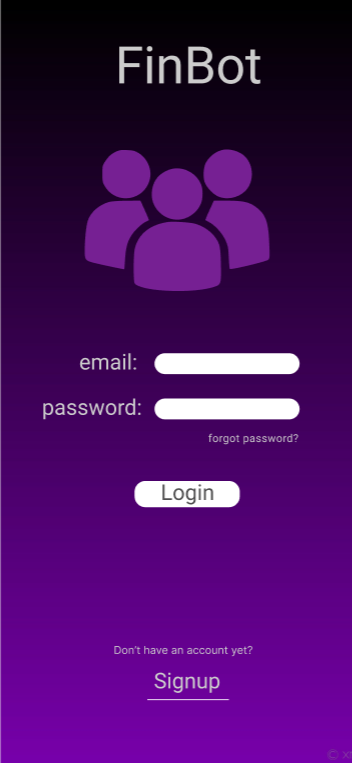 FinBot
email:
password:
forgot password?
Login
Don't have an account yet?
Signup